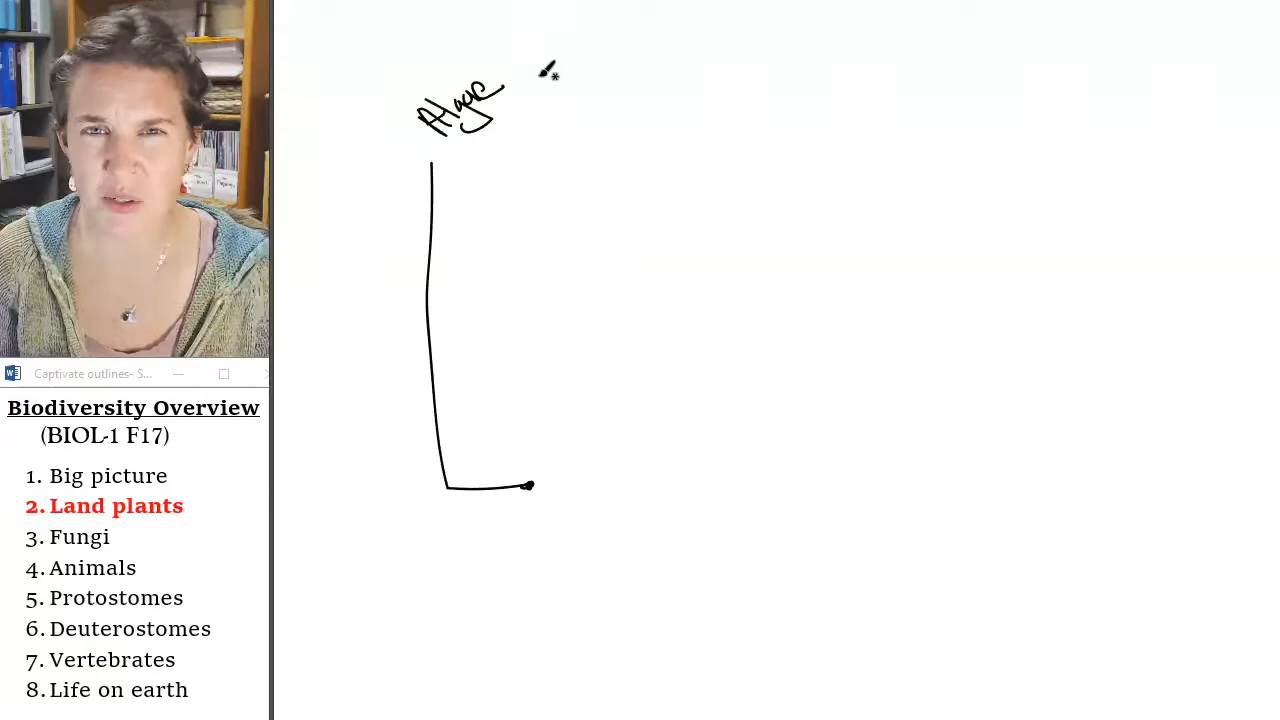 Algae
Captivate outlines- S...
Biodiversity Overview
(BIOL-1 F17)
1. Big picture
2. Land plants
3. Fungi
4. Animals
5. Protostomes
6. Deuterostomes
7. Vertebrates
8. Life on earth